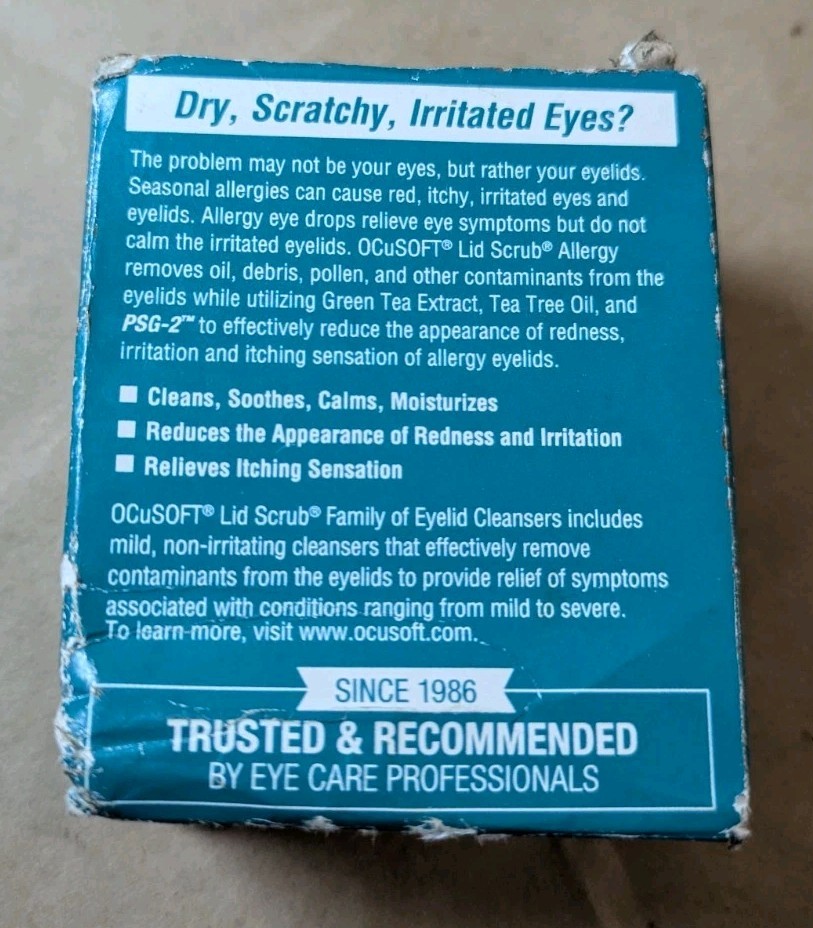 Dry, Scratchy, Irritated Eyes?
The problem may not be your eyes, but rather your eyelids.
Seasonal allergies can cause red, itchy, irritated eyes and
eyelids. Allergy eye drops relieve eye symptoms but do not
calm the irritated eyelids. OCuSOFT® Lid Scrub® Allergy
removes oil, debris, pollen, and other contaminants from the
eyelids while utilizing Green Tea Extract, Tea Tree Oil, and
PSG-2™ to effectively reduce the appearance of redness,
irritation and itching sensation of allergy eyelids.
■ Cleans, Soothes, Calms, Moisturizes
■ Reduces the Appearance of Redness and Irritation
■ Relieves Itching Sensation
OCuSOFT® Lid Scrub® Family of Eyelid Cleansers includes
mild, non-irritating cleansers that effectively remove
contaminants from the eyelids to provide relief of symptoms
associated with conditions ranging from mild to severe.
To learn more, visit www.ocusoft.com.
SINCE 1986
TRUSTED & RECOMMENDED
BY EYE CARE PROFESSIONALS